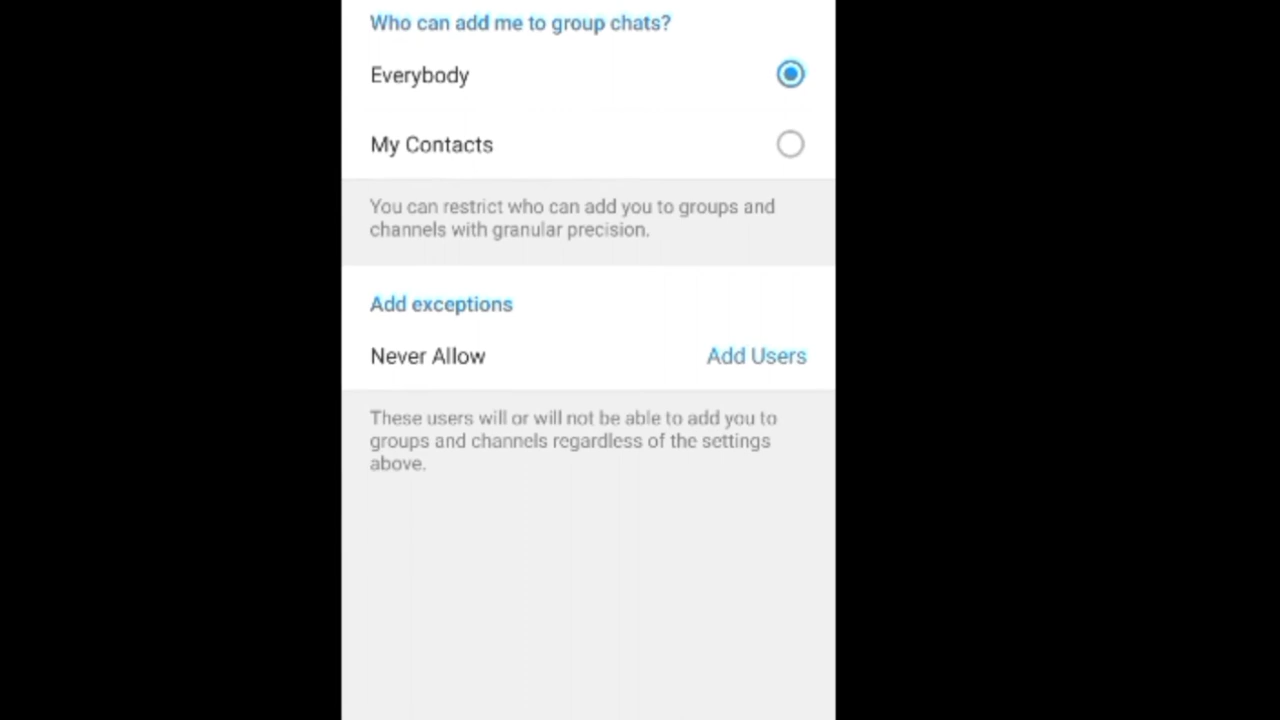 Who can add me to group chats?
Everybody
My Contacts
You can restrict who can add you to groups and
channels with granular precision.
Add exceptions
Never Allow Add Users
These users will or will not be able to add you to
groups and channels regardless of the settings
above.